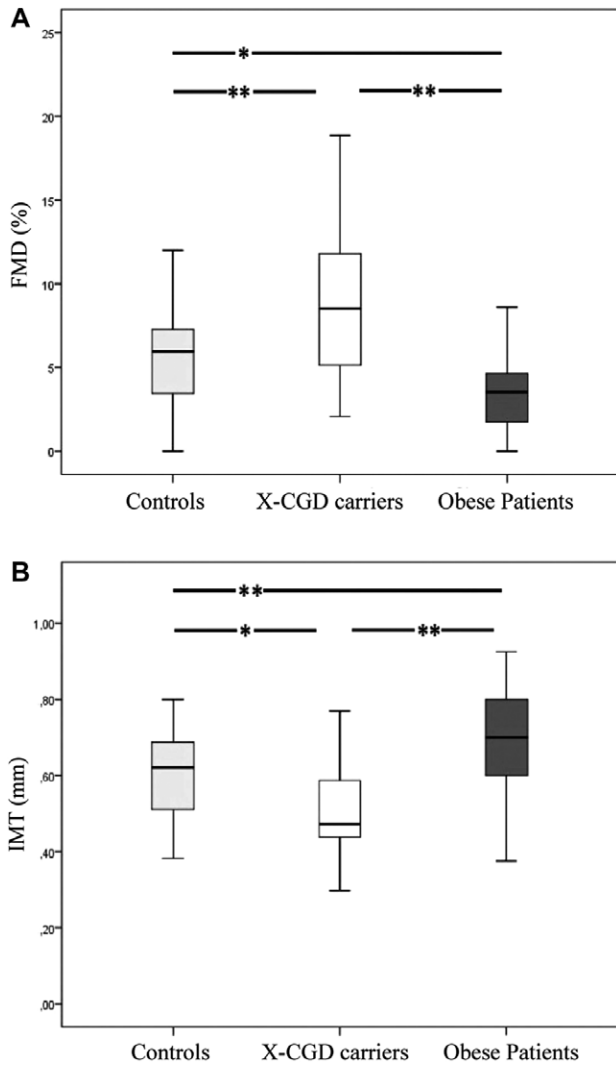 A
25
*
**
**
20
15
FMD (%)
10
5
0
Controls
X-CGD carriers
Obese Patients
B
**
1,00
*
**
,80
IMT (mm)
,60
,40
,20
,00
Controls
X-CGD carriers
Obese Patients